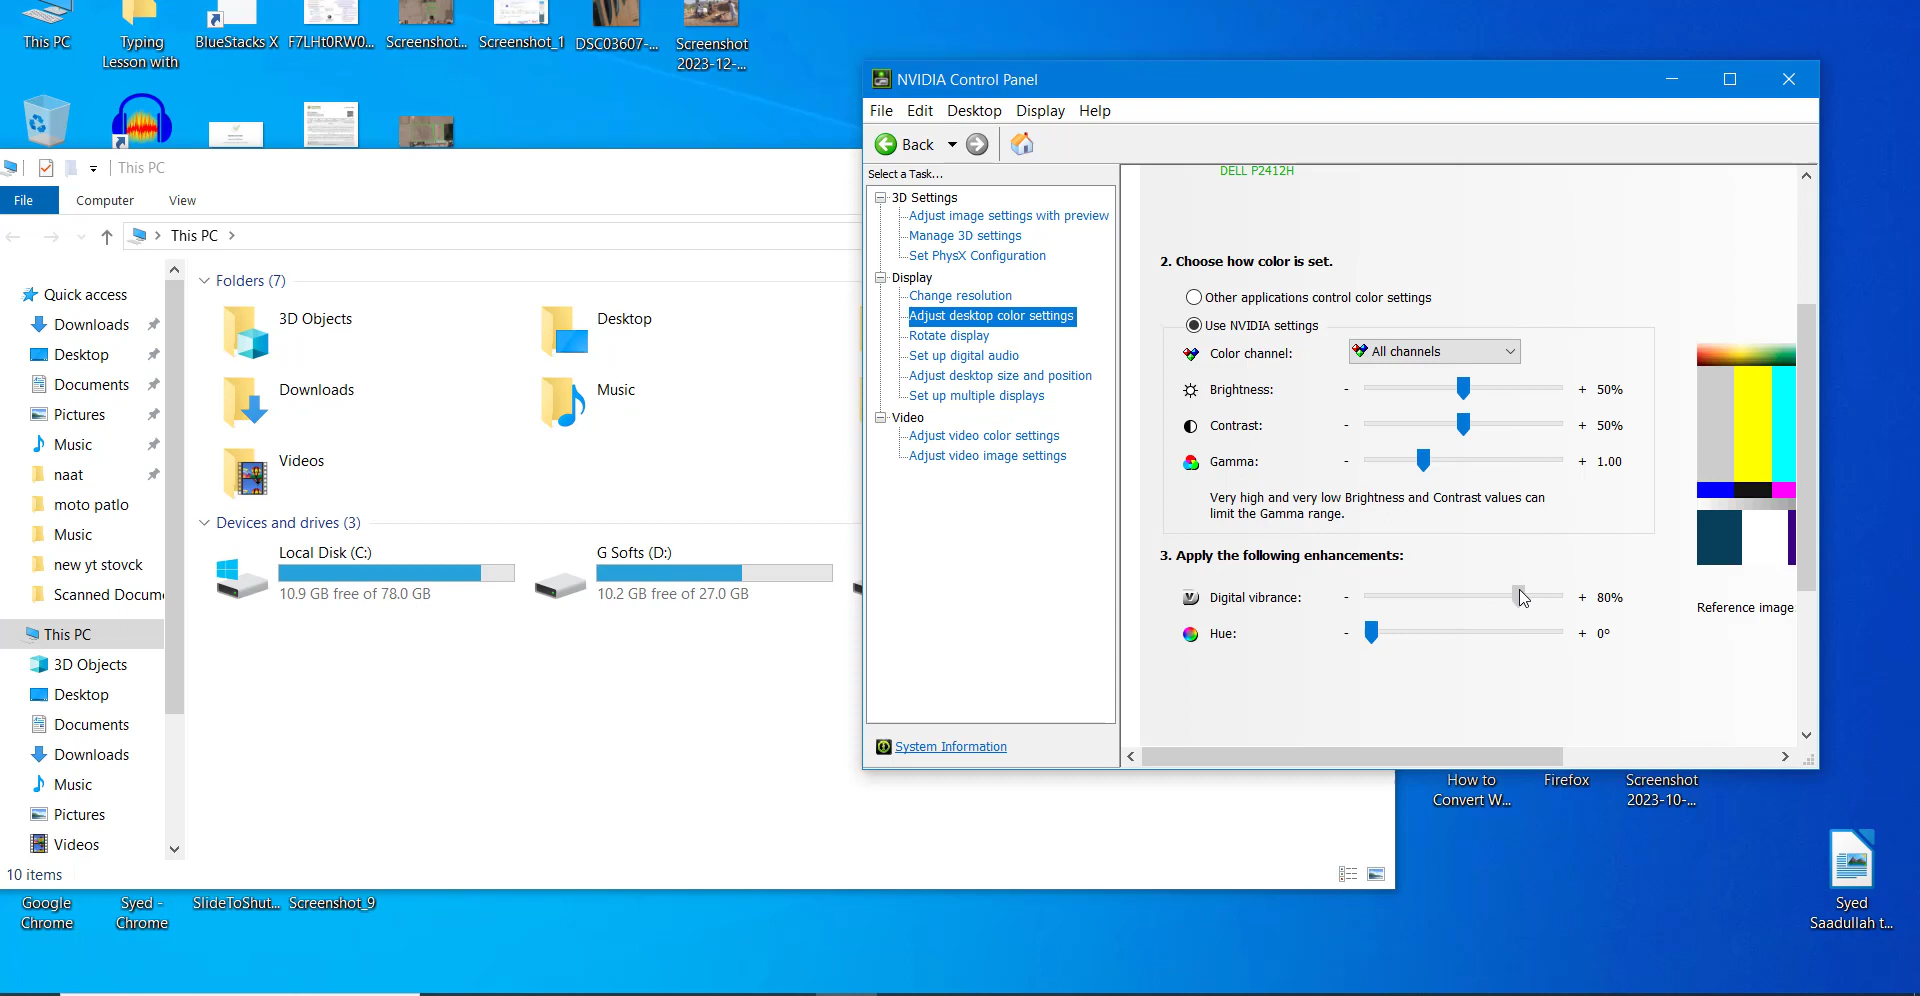 This PC
Typing
Lesson with
BlueStacks X
F7LHt0RW0...
Screenshot...
Screenshot_1
DSC03607-...
Screenshot
2023-12-...
This PC
File
Computer
View
This PC
Quick access
Downloads
Desktop
Documents
Pictures
Music
naat
moto patlo
Music
new yt stovck
Scanned Docume
This PC
3D Objects
Desktop
Documents
Downloads
Music
Pictures
Videos
10 items
Folders (7)
3D Objects
Desktop
Downloads
Music
Videos
Devices and drives (3)
Local Disk (C:)
10.9 GB free of 78.0 GB
G Softs (D:)
10.2 GB free of 27.0 GB
NVIDIA Control Panel
File
Edit
Desktop
Display
Help
Back
Select a Task...
3D Settings
Adjust image settings with preview
Manage 3D settings
Set PhysX Configuration
Display
Change resolution
Adjust desktop color settings
Rotate display
Set up digital audio
Adjust desktop size and position
Set up multiple displays
Video
Adjust video color settings
Adjust video image settings
System Information
DELL P2412H
2. Choose how color is set.
Other applications control color settings
Use NVIDIA settings
Color channel:
All channels
Brightness: - + 50%
Contrast: - + 50%
Gamma: - + 1.00
Very high and very low Brightness and Contrast values can
limit the Gamma range.
3. Apply the following enhancements:
Digital vibrance: - + 80%
Hue: - + 0°
Reference image
How to
Convert W...
Firefox
Screenshot
2023-10-...
Syed
Saadullah t...
Google
Chrome
Syed -
Chrome
SlideToShut...
Screenshot_9